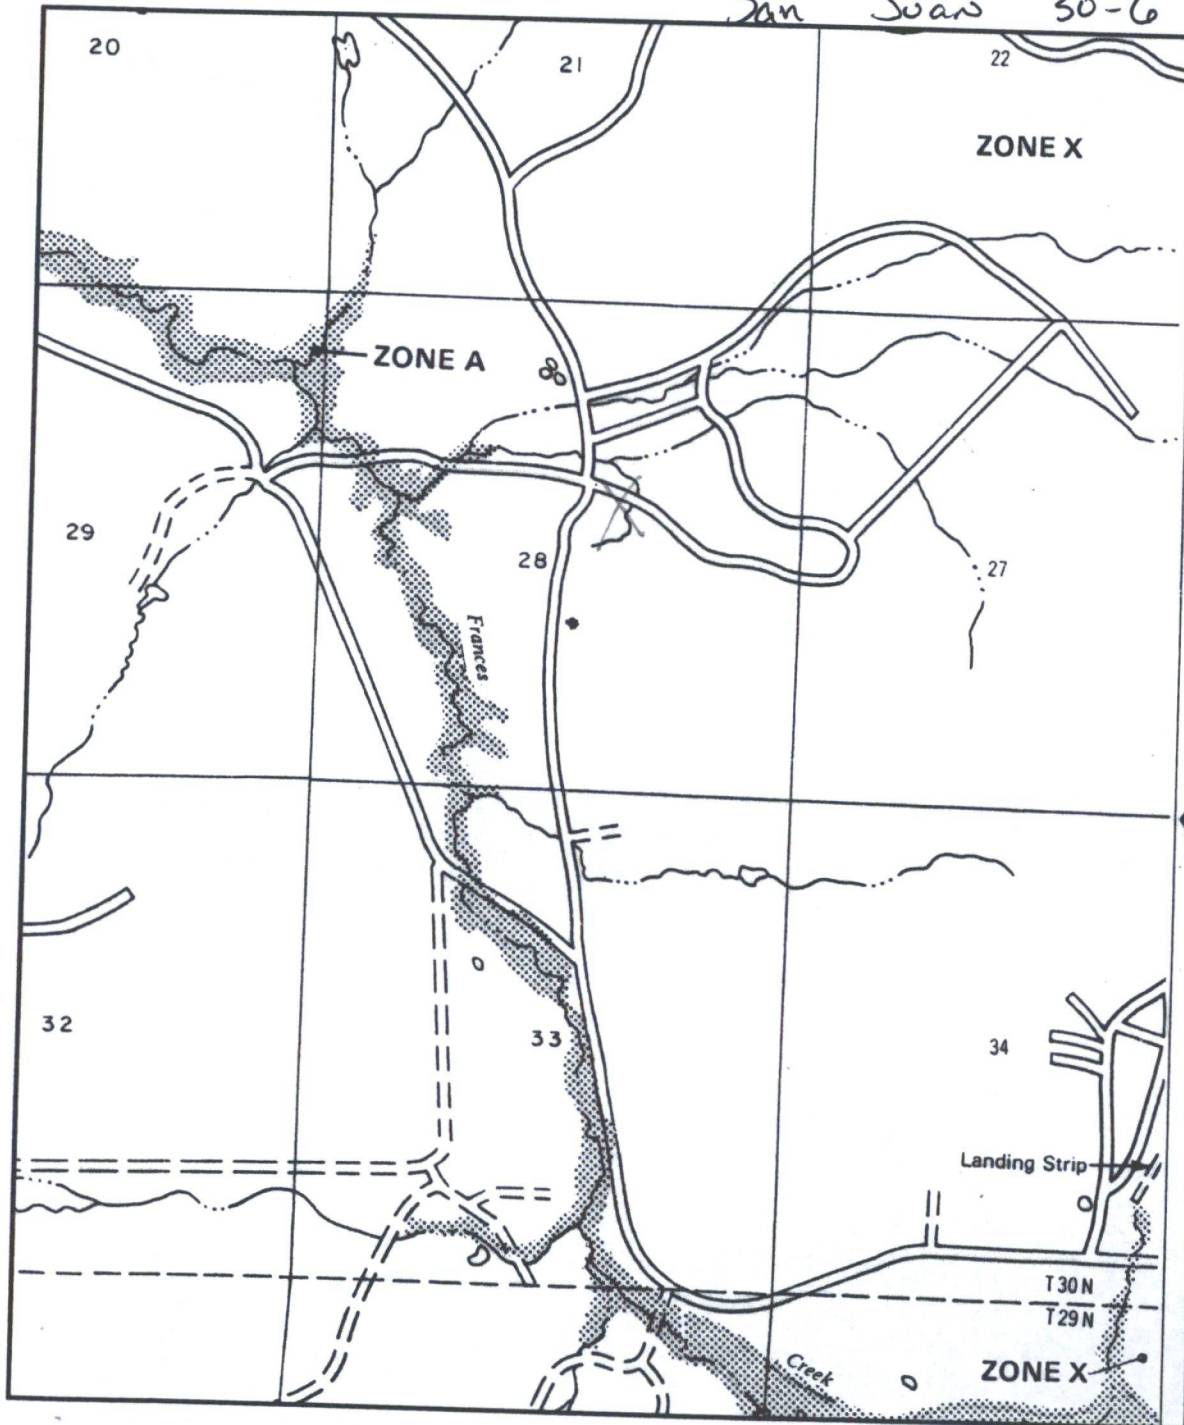 San Juan 30-6
20
21
22
ZONE X
ZONE A
29
28
27
Frances
32
33
34
Landing Strip
T30N
T29N
Creek
ZONE X